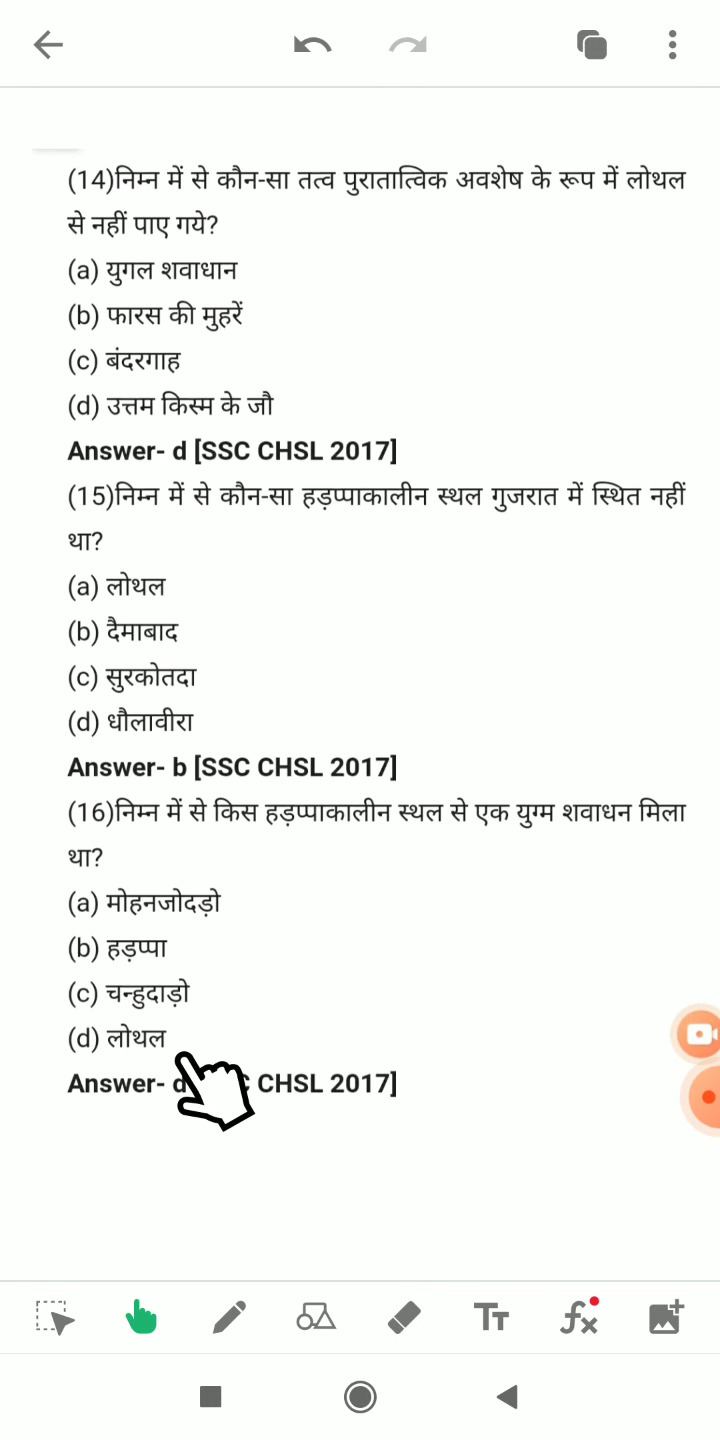 (14)निम्न में से कौन-सा तत्व पुरातात्विक अवशेष के रूप में लोथल
से नहीं पाए गये?
(a) युगल शवाधान
(b) फारस की मुहरें
(c) बंदरगाह
(d) उत्तम किस्म के जौ
Answer- d [SSC CHSL 2017]
(15)निम्न में से कौन-सा हड़प्पाकालीन स्थल गुजरात में स्थित नहीं
था?
(a) लोथल
(b) दैमाबाद
(c) सुरकोतदा
(d) धौलावीरा
Answer- b [SSC CHSL 2017]
(16)निम्न में से किस हड़प्पाकालीन स्थल से एक युग्म शवाधन मिला
था?
(a) मोहनजोदड़ो
(b) हड़प्पा
(c) चन्हुदाड़ो
(d) लोथल
Answer- d CHSL 2017]
TT
fx